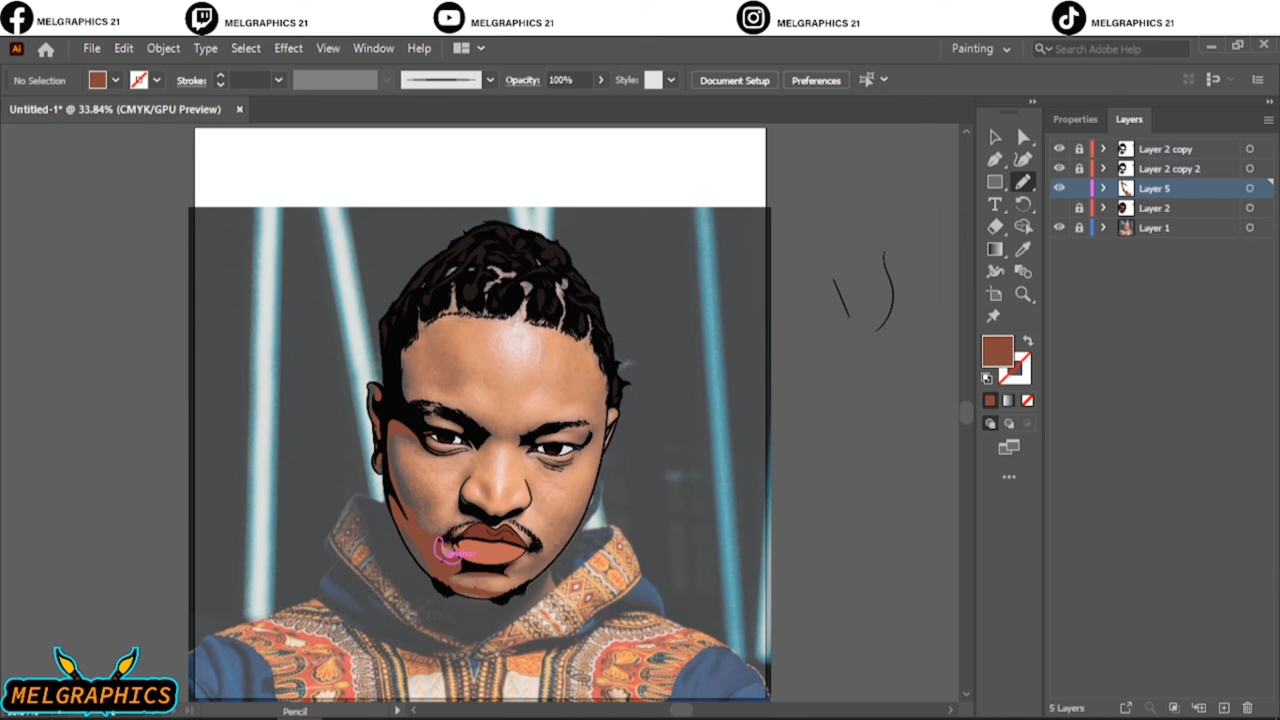 MELGRAPHICS 21
MELGRAPHICS 21
MELGRAPHICS 21
MELGRAPHICS 21
MELGRAPHICS 21
Ai
File Edit Object Type Select Effect View Window Help
Painting
Search Adobe Help
No Selection
Stroke:
Opacity: 100%
Style:
Document Setup
Preferences
Untitled-1* @ 33.84% (CMYK/GPU Preview)
Properties
Layers
Layer 2 copy
Layer 2 copy 2
Layer 5
Layer 2
Layer 1
anchor
MELGRAPHICS
Pencil
5 Layers